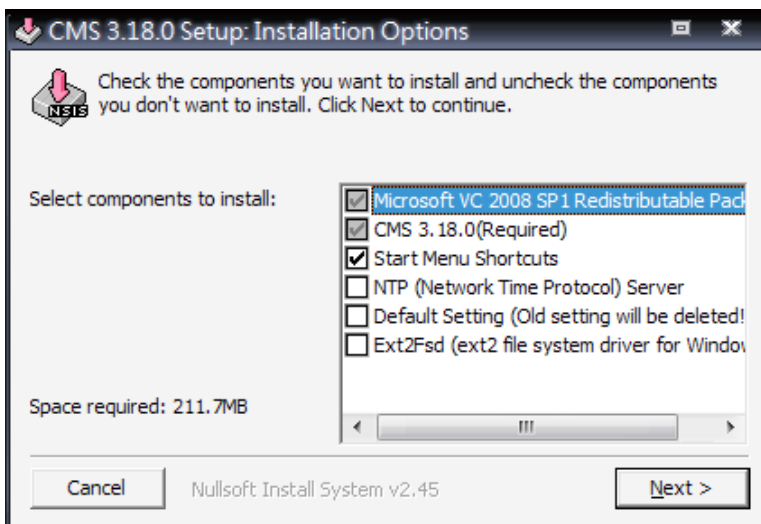 CMS 3.18.0 Setup: Installation Options
Check the components you want to install and uncheck the components
you don't want to install. Click Next to continue.
NSIS
Select components to install:
Microsoft VC 2008 SP1 Redistributable Pack
CMS 3.18.0(Required)
Start Menu Shortcuts
NTP (Network Time Protocol) Server
Default Setting (Old setting will be deleted!
Ext2Fsd (ext2 file system driver for Window
Space required: 211.7MB
Cancel
Nullsoft Install System v2.45
Next >